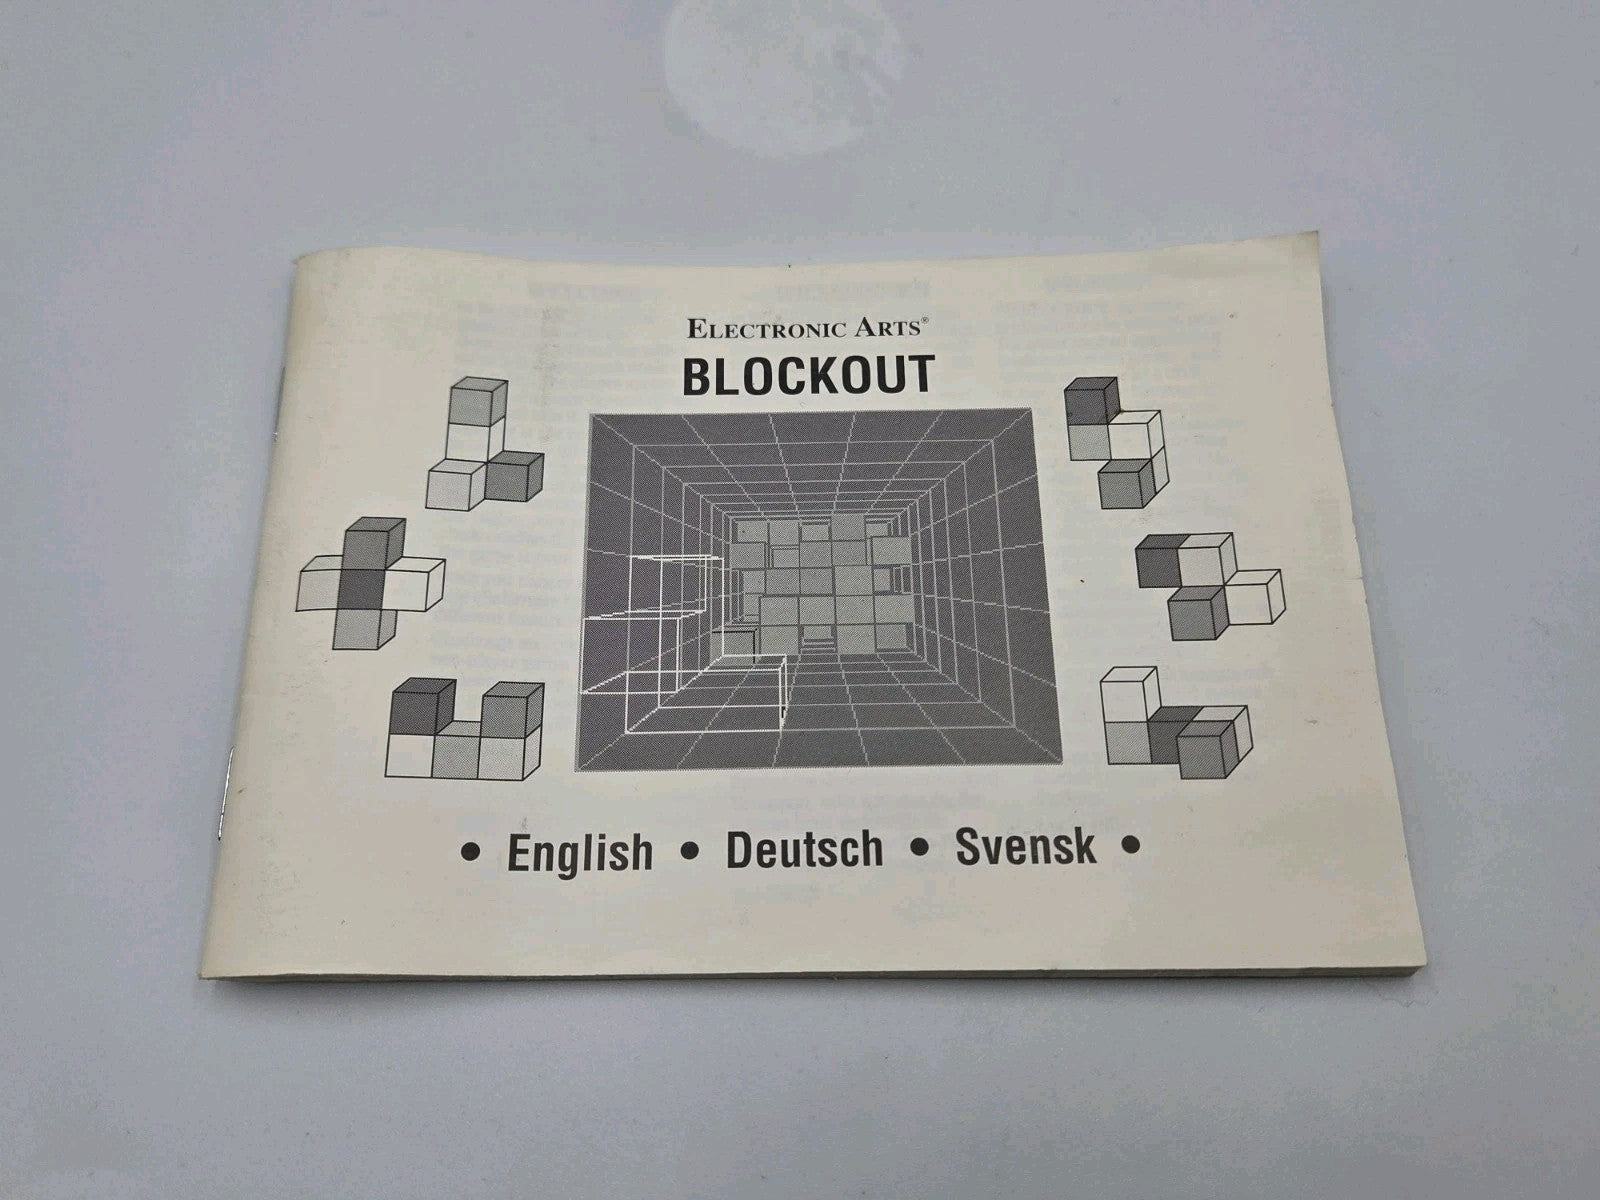 ELECTRONIC ARTS®
BLOCKOUT
• English • Deutsch • Svensk •